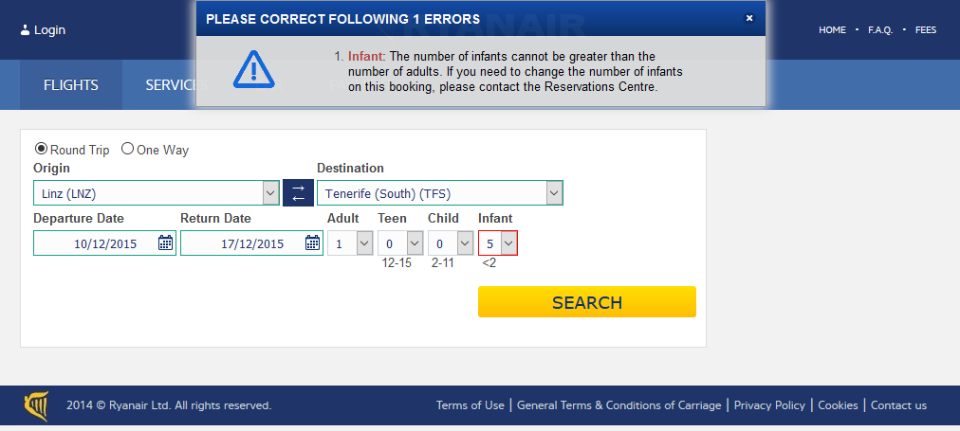 PLEASE CORRECT FOLLOWING 1 ERRORS
×
Login
HOME • F.A.Q. • FEES
1. Infant: The number of infants cannot be greater than the
number of adults. If you need to change the number of infants
on this booking, please contact the Reservations Centre.
FLIGHTS
Round Trip One Way
Origin Destination
Linz (LNZ) Tenerife (South) (TFS)
Departure Date Return Date Adult Teen Child Infant
10/12/2015 17/12/2015 1 0 0 5
12-15 2-11 <2
SEARCH
2014 © Ryanair Ltd. All rights reserved.
Terms of Use | General Terms & Conditions of Carriage | Privacy Policy | Cookies | Contact us